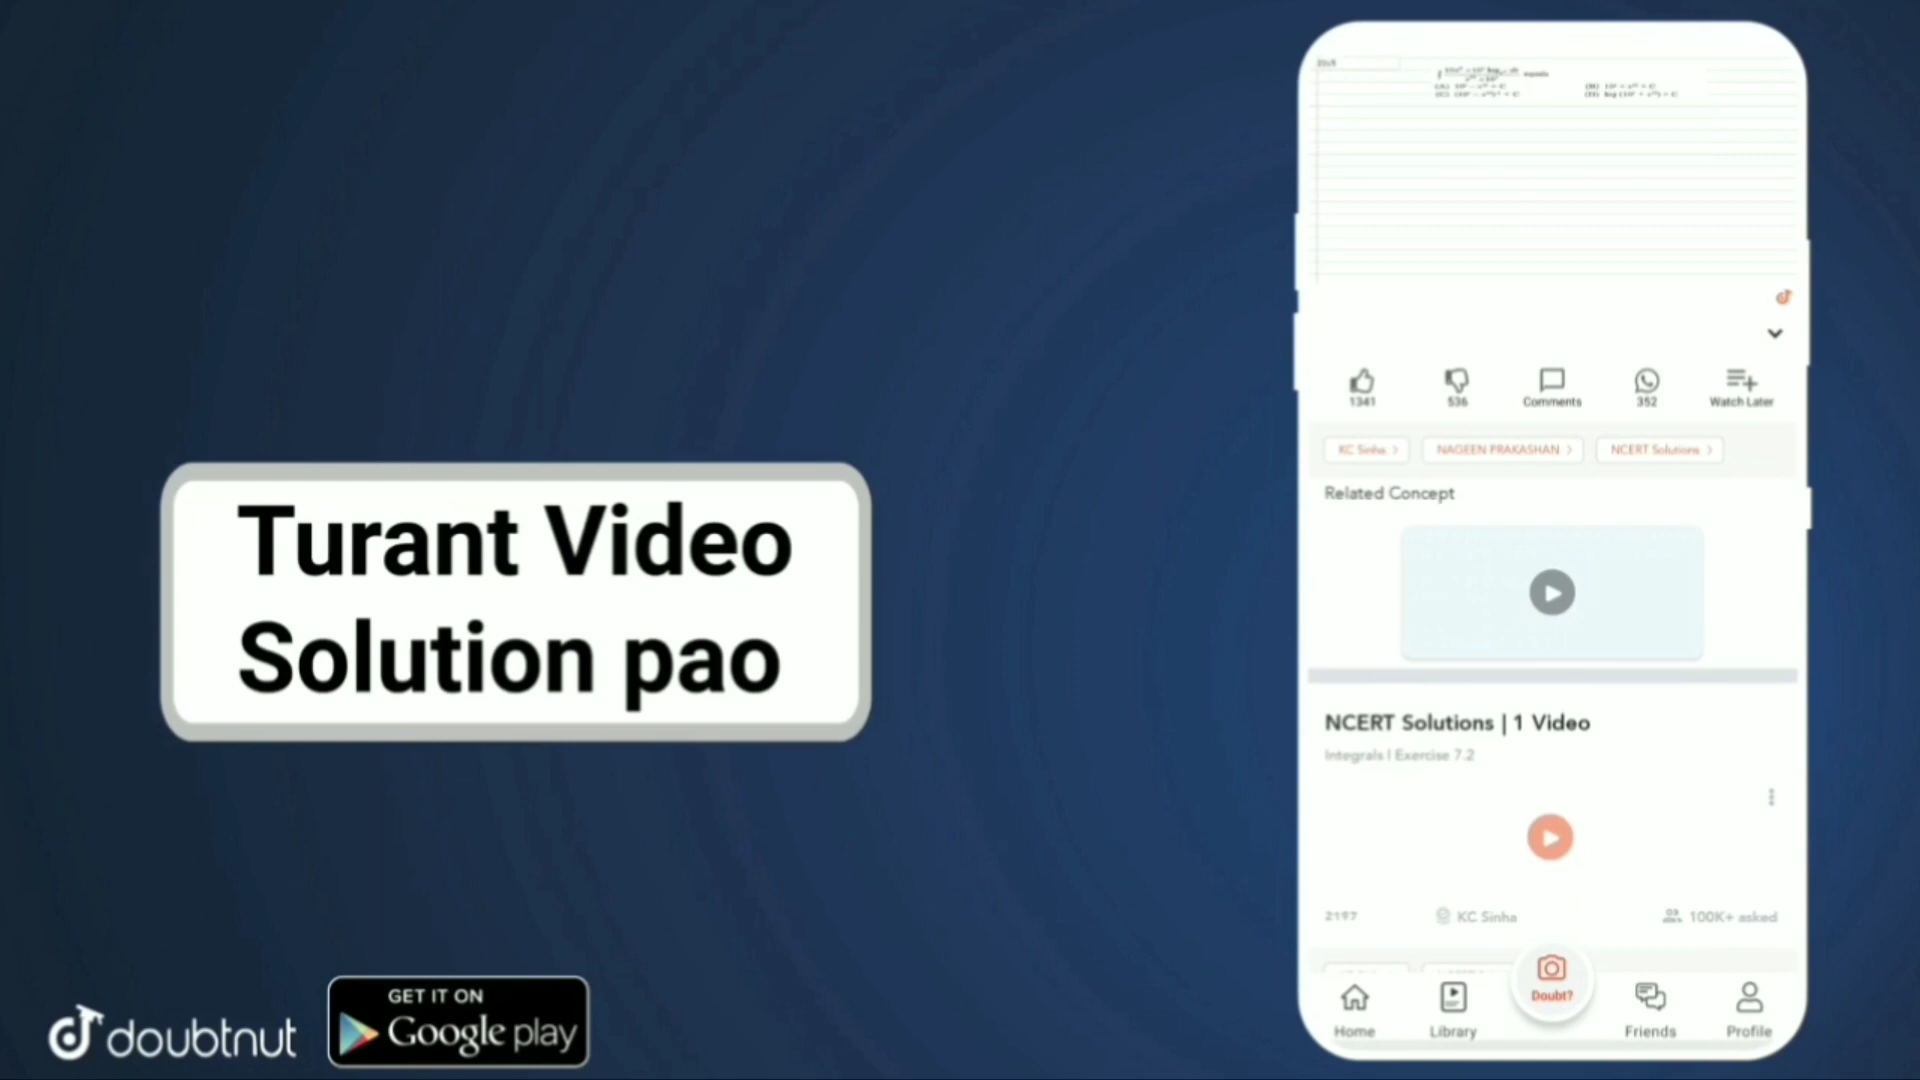 Turant Video
Solution pao
doubtnut
GET IT ON
Google play
equals
1341
536
Comments
352
Watch Later
KC Sinha >
NAGEEN PRAKASHAN >
NCERT Solutions >
Related Concept
NCERT Solutions | 1 Video
Integrals | Exercise 7.2
2197
KC Sinha
100K+ asked
Doubt?
Home
Library
Friends
Profile